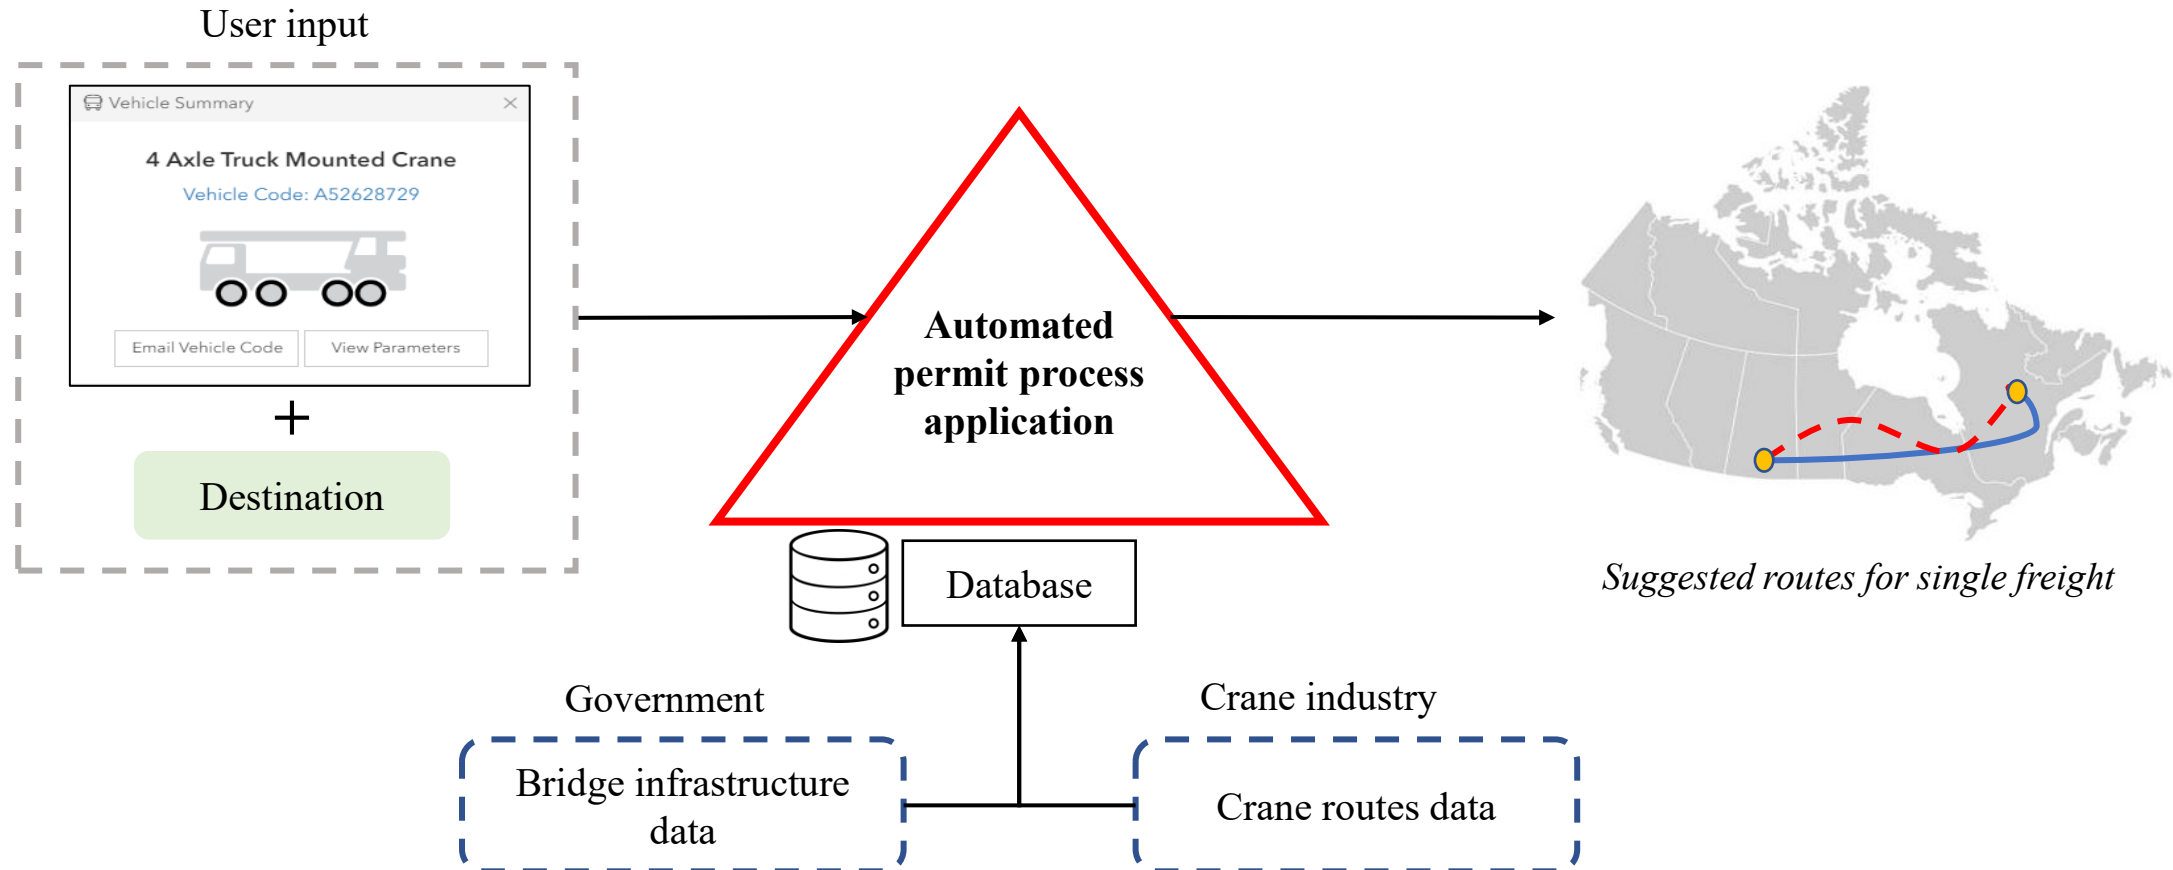 User input
Vehicle Summary
4 Axle Truck Mounted Crane
Vehicle Code: A52628729
Email Vehicle Code
View Parameters
+
Destination
Automated
permit process
application
Database
Suggested routes for single freight
Government
Bridge infrastructure
data
Crane industry
Crane routes data